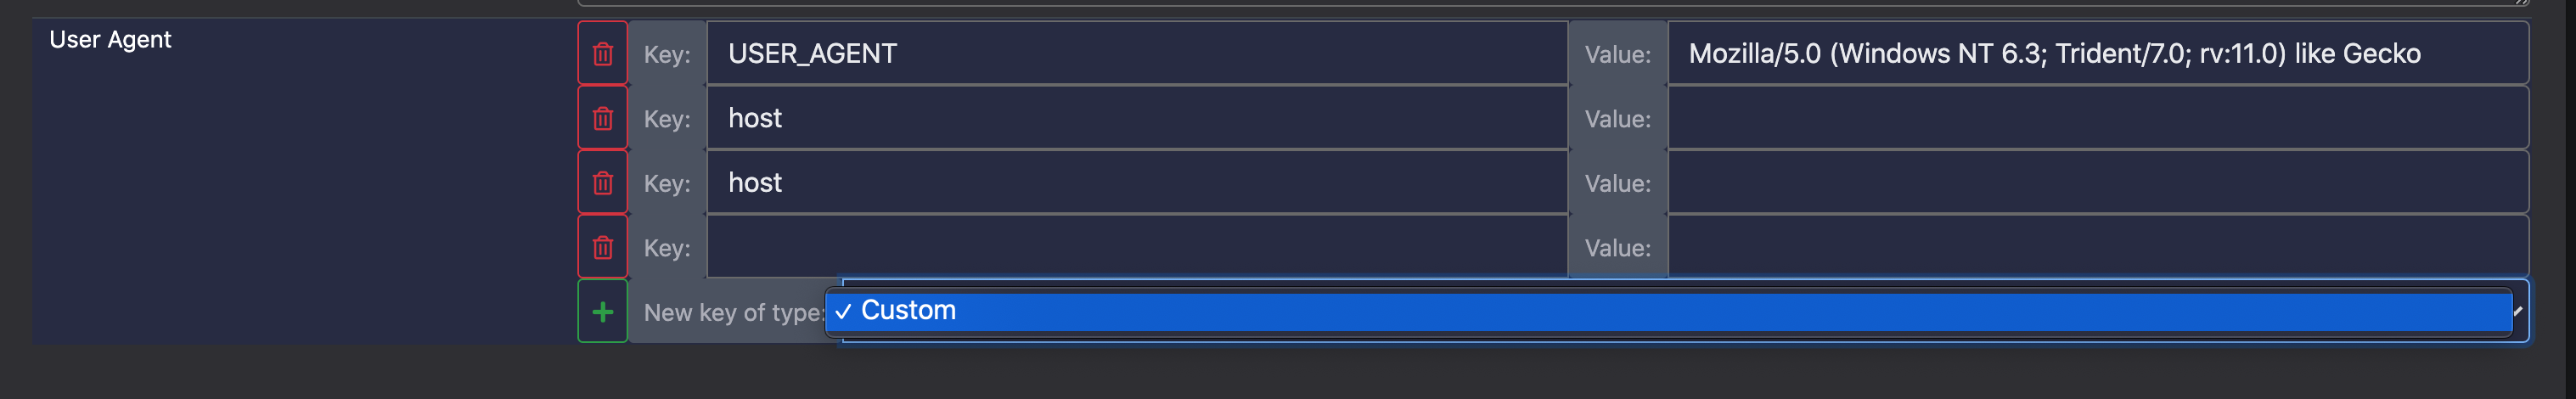 User Agent
Key: USER_AGENT Value: Mozilla/5.0 (Windows NT 6.3; Trident/7.0; rv:11.0) like Gecko
Key: host Value:
Key: host Value:
Key: Value:
New key of type: ✓ Custom